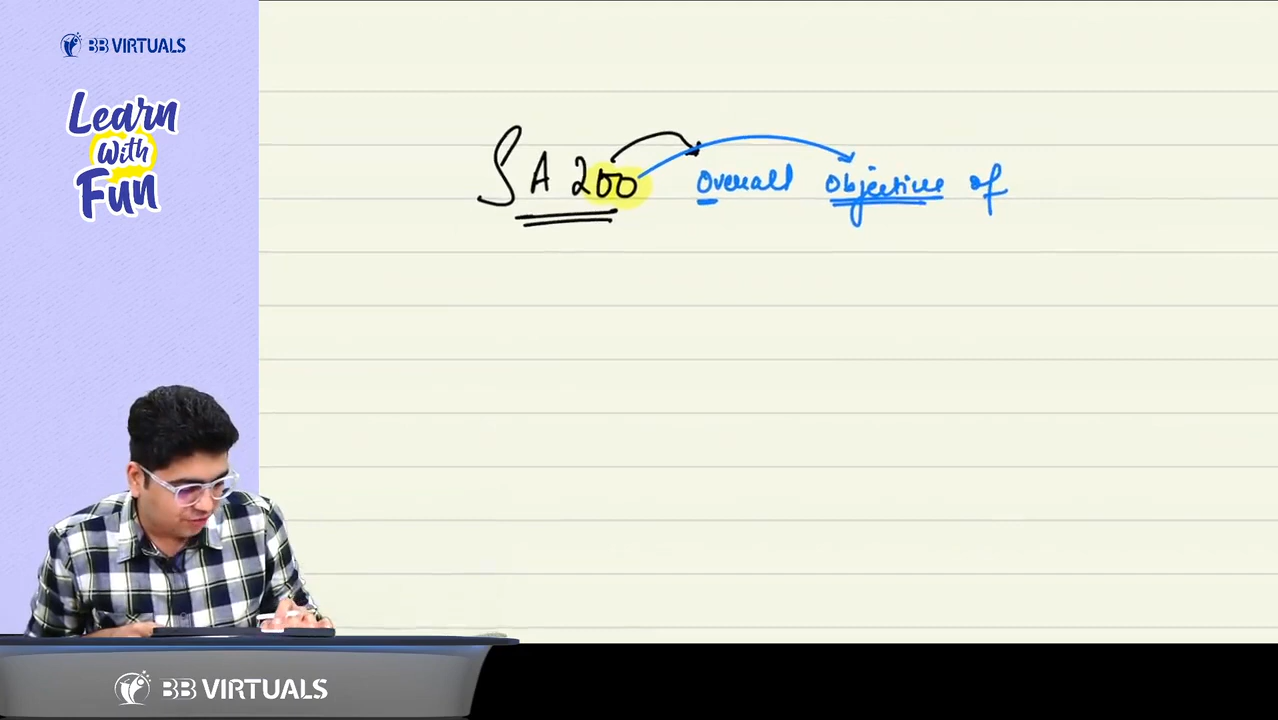 BB VIRTUALS
Learn
With
Fun
SA 200 Overall Objective of
BB VIRTUALS